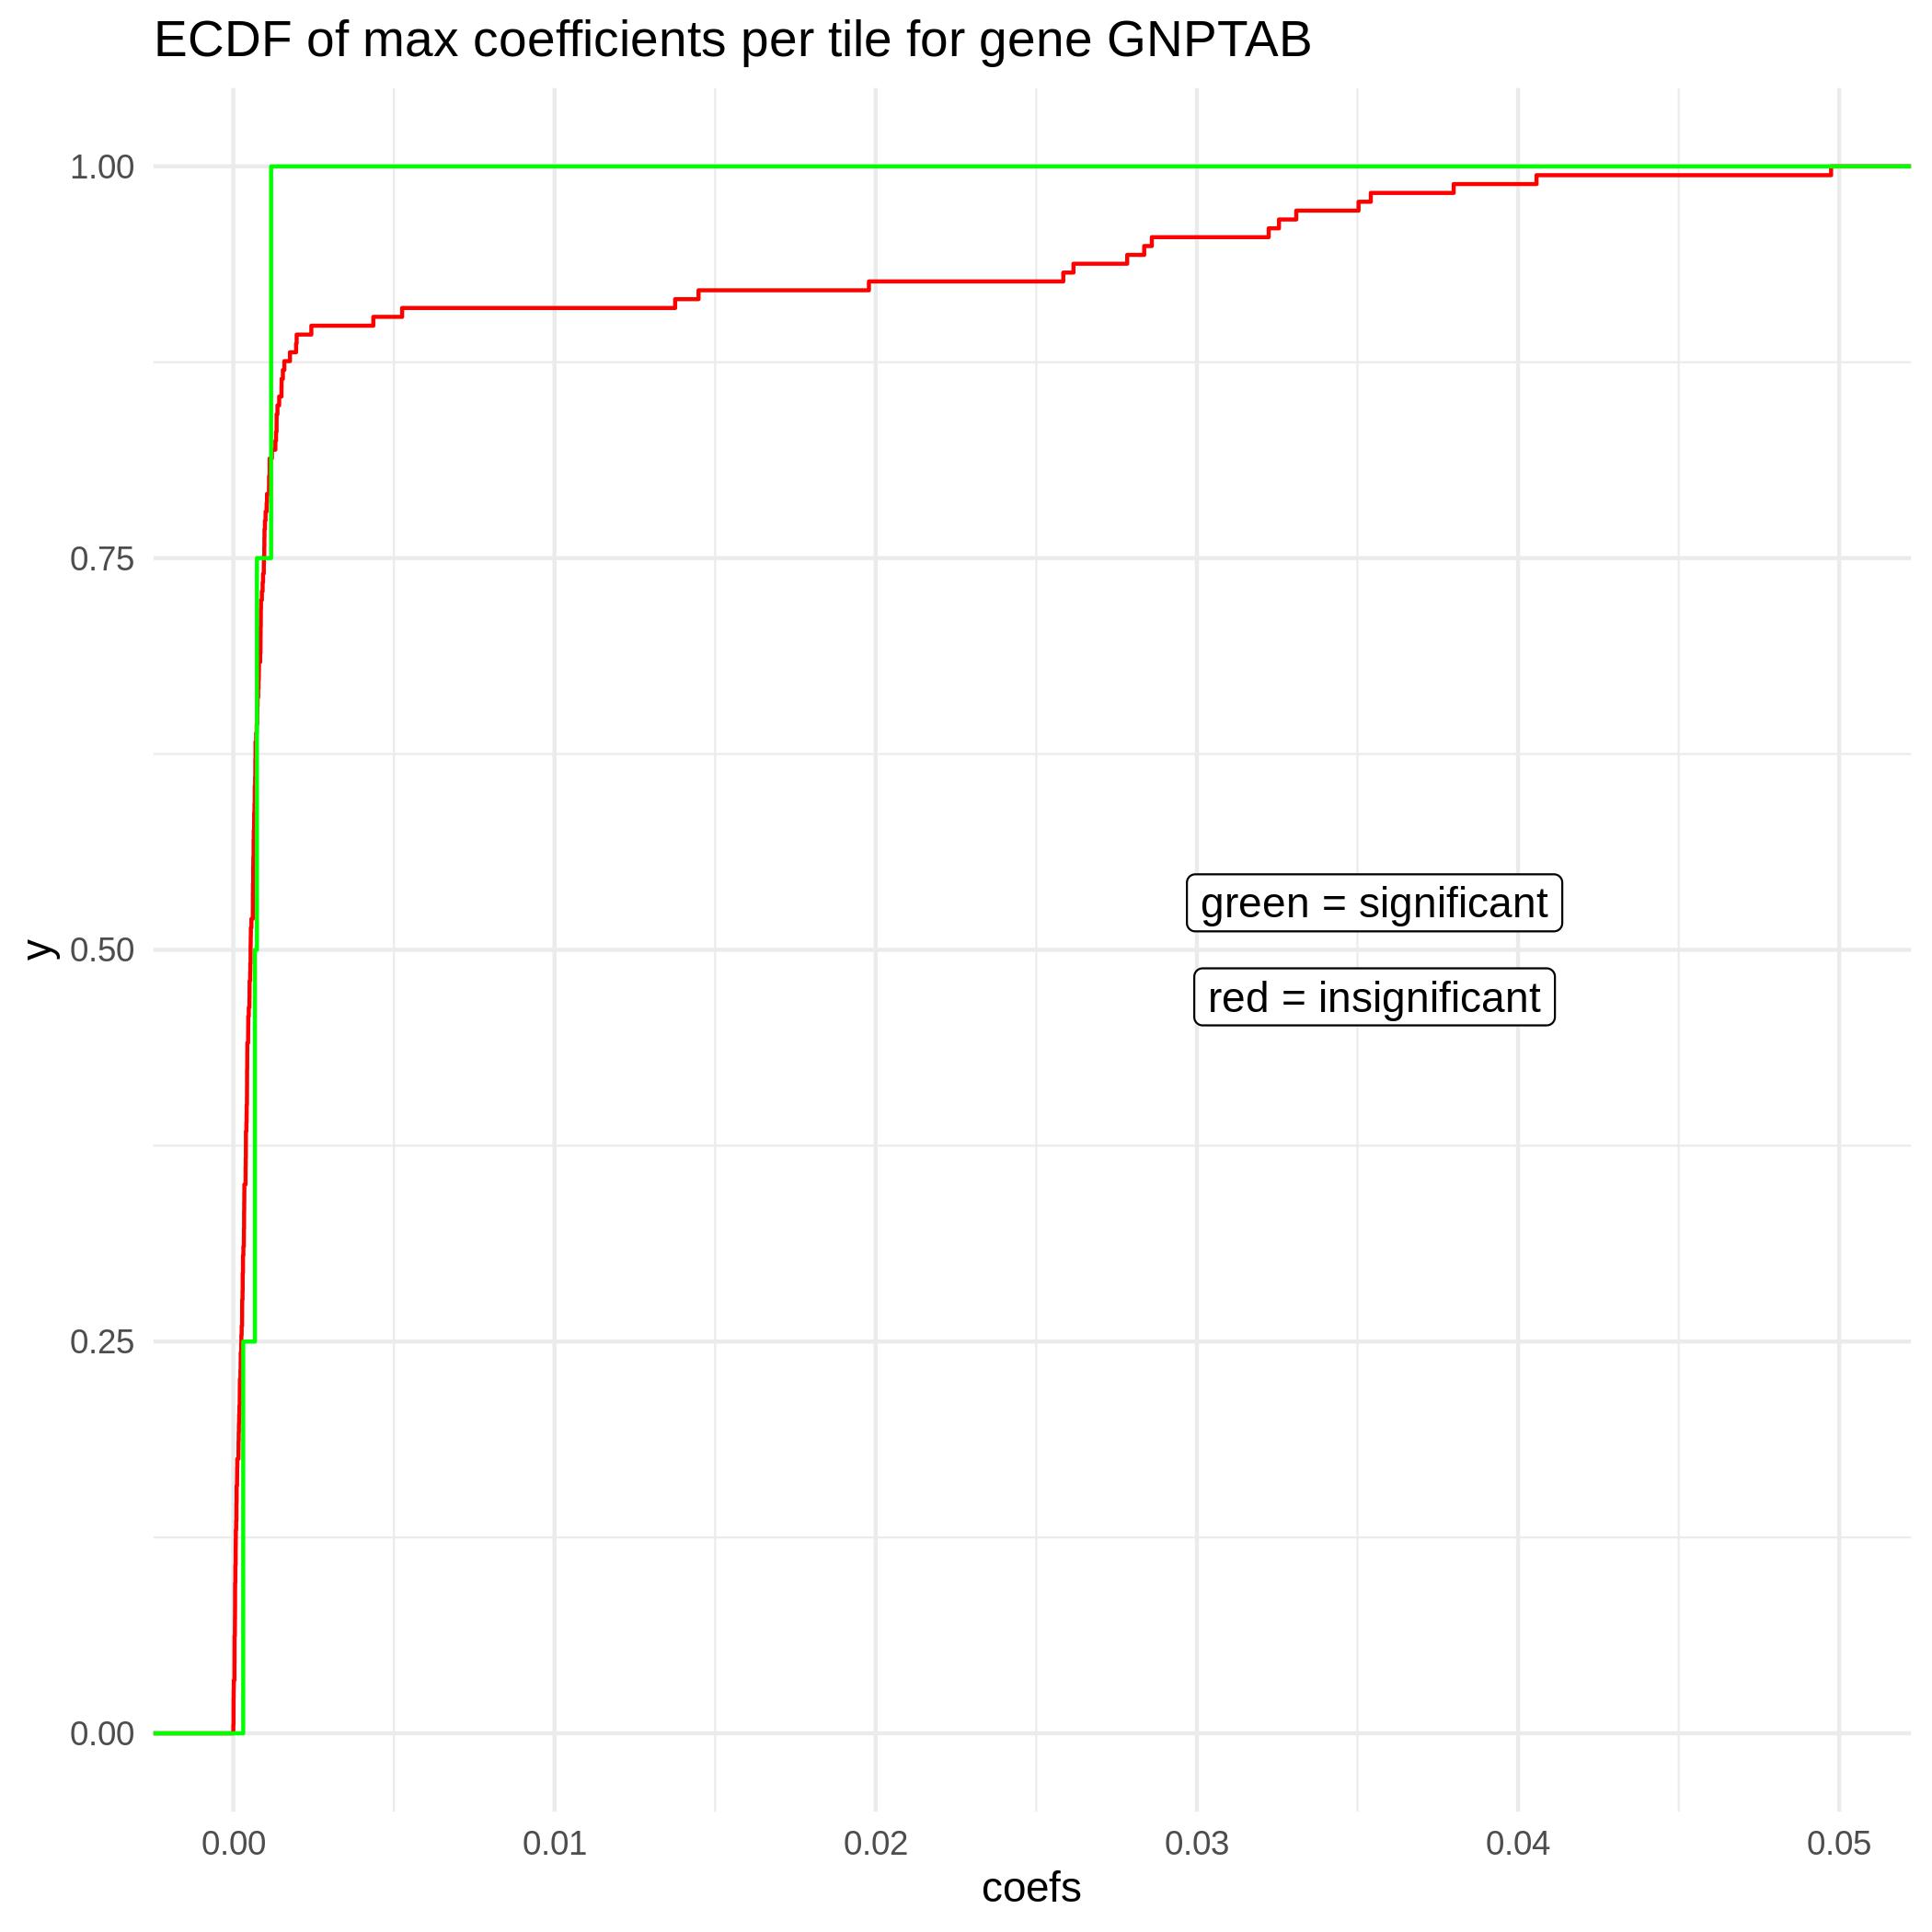 ECDF of max coefficients per tile for gene GNPTAB
1.00
0.75
0.50
0.25
0.00
y
green = significant
red = insignificant
0.00 0.01 0.02 0.03 0.04 0.05
coefs